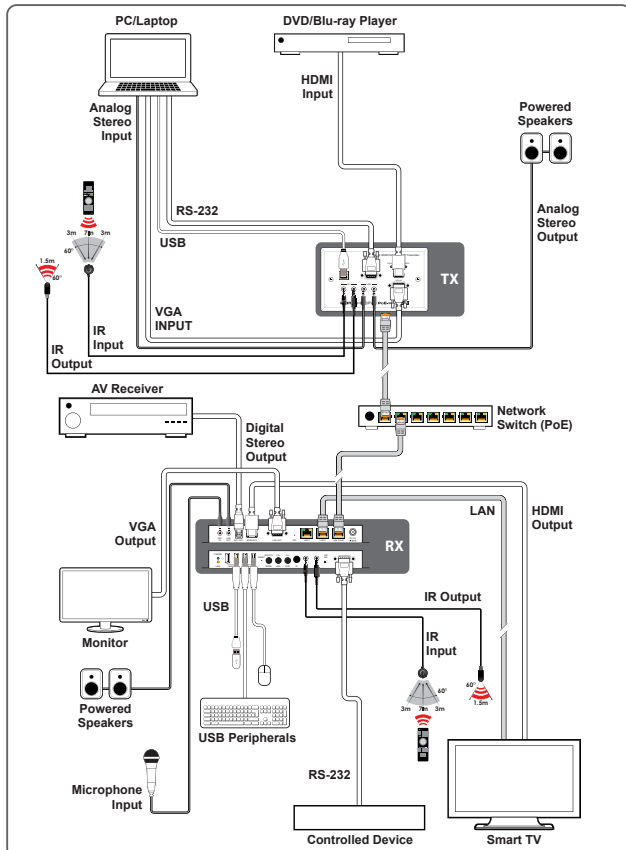 PC/Laptop
DVD/Blu-ray Player
Analog
Stereo
Input
HDMI
Input
Powered
Speakers
RS-232
USB
Analog
Stereo
Output
3m 7m 3m
60°
1.5m
60°
TX
VGA
INPUT
IR
Input
IR
Output
AV Receiver
Network
Switch (PoE)
Digital
Stereo
Output
VGA
Output
LAN
HDMI
Output
RX
USB
IR Output
IR
Input
Monitor
60°
3m 7m 3m
60°
1.5m
Powered
Speakers
USB Peripherals
Microphone
Input
RS-232
Controlled Device
Smart TV